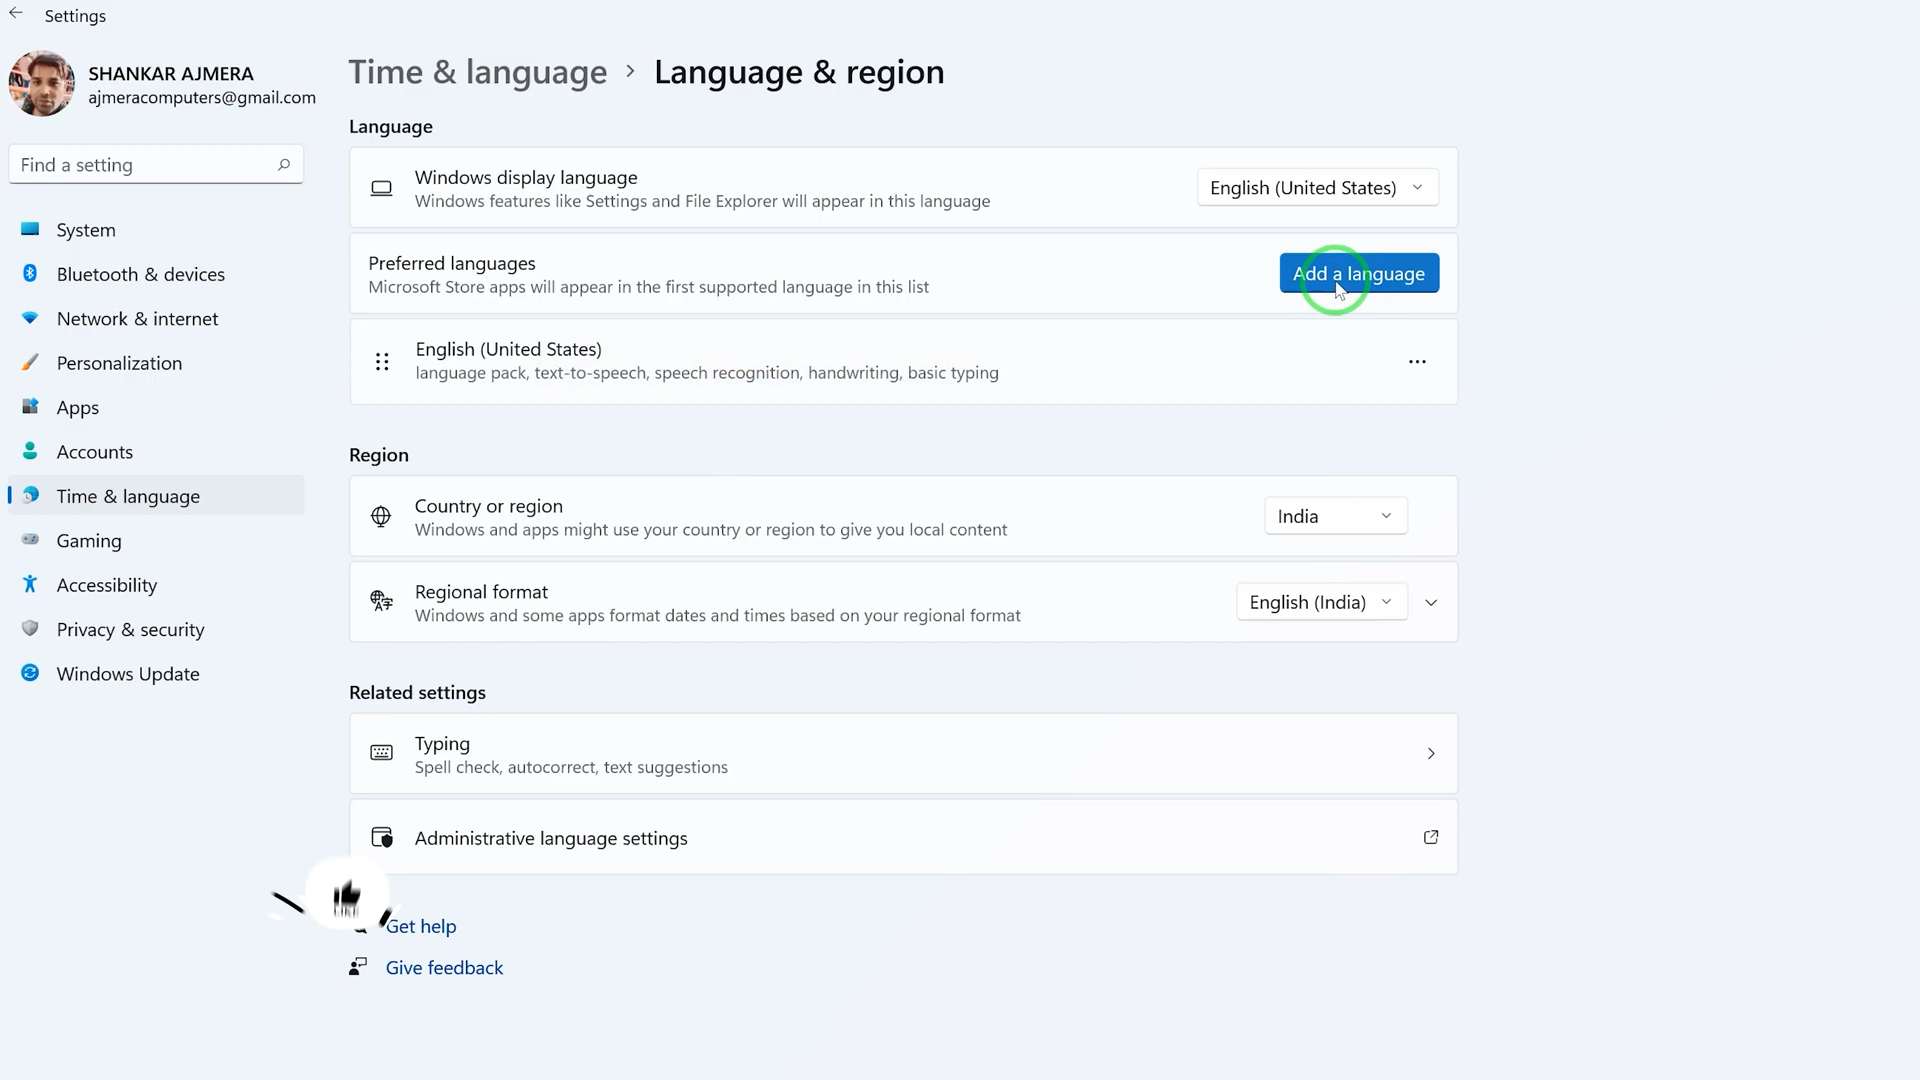 Settings
SHANKAR AJMERA
ajmeracomputers@gmail.com
Find a setting
System
Bluetooth & devices
Network & internet
Personalization
Apps
Accounts
Time & language
Gaming
Accessibility
Privacy & security
Windows Update
Time & language > Language & region
Language
Windows display language
Windows features like Settings and File Explorer will appear in this language
English (United States)
Preferred languages
Microsoft Store apps will appear in the first supported language in this list
Add a language
English (United States)
language pack, text-to-speech, speech recognition, handwriting, basic typing
Region
Country or region
Windows and apps might use your country or region to give you local content
India
Regional format
Windows and some apps format dates and times based on your regional format
English (India)
Related settings
Typing
Spell check, autocorrect, text suggestions
Administrative language settings
Get help
Give feedback